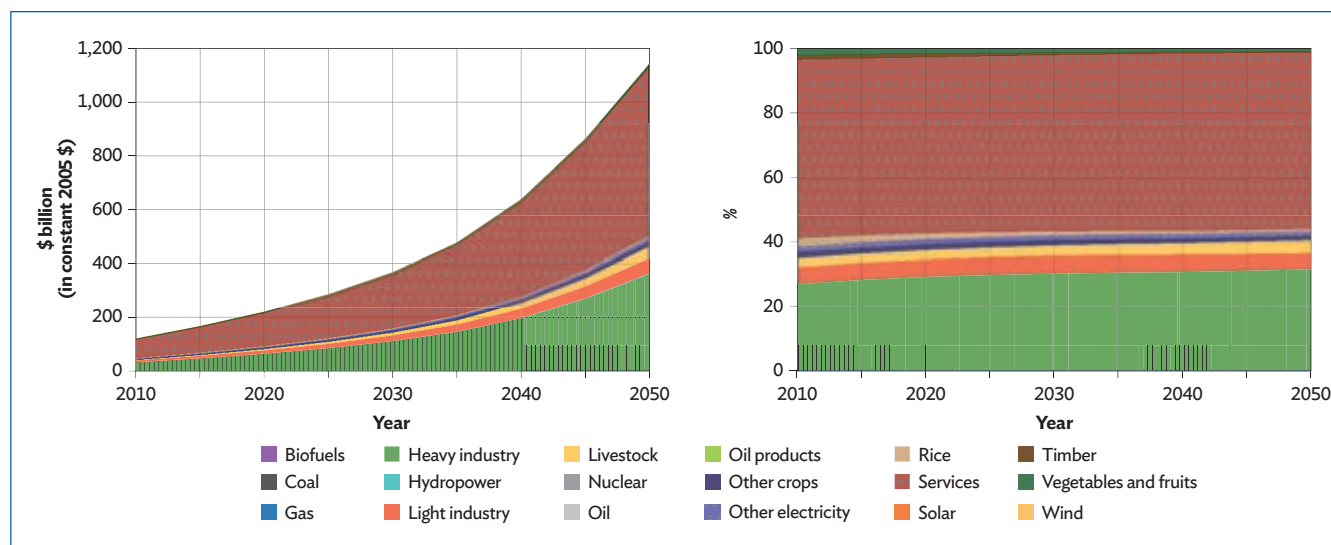 1,200
1,000
800
600
400
200
0
$ billion
(in constant 2005 $)
2010 2020 2030 2040 2050
Year
100
80
60
40
20
0
%
2010 2020 2030 2040 2050
Year
Biofuels Heavy industry Livestock Oil products Rice Timber
Coal Hydropower Nuclear Other crops Services Vegetables and fruits
Gas Light industry Oil Other electricity Solar Wind